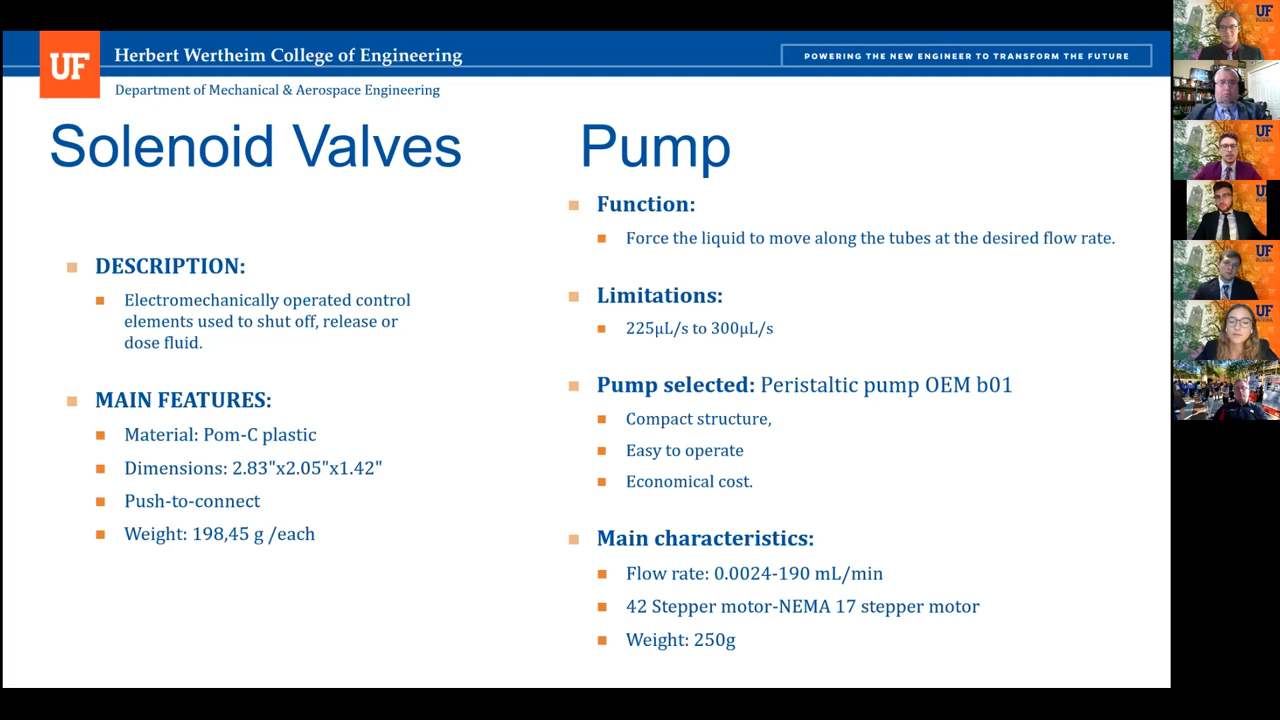 UF
Herbert Wertheim College of Engineering
POWERING THE NEW ENGINEER TO TRANSFORM THE FUTURE
Department of Mechanical & Aerospace Engineering
Solenoid Valves
DESCRIPTION:
Electromechanically operated control
elements used to shut off, release or
dose fluid.
MAIN FEATURES:
Material: Pom-C plastic
Dimensions: 2.83"x2.05"x1.42"
Push-to-connect
Weight: 198,45 g /each
Pump
Function:
Force the liquid to move along the tubes at the desired flow rate.
Limitations:
225μL/s to 300μL/s
Pump selected: Peristaltic pump OEM b01
Compact structure,
Easy to operate
Economical cost.
Main characteristics:
Flow rate: 0.0024-190 mL/min
42 Stepper motor-NEMA 17 stepper motor
Weight: 250g
UF
UF
UF
UF
UF